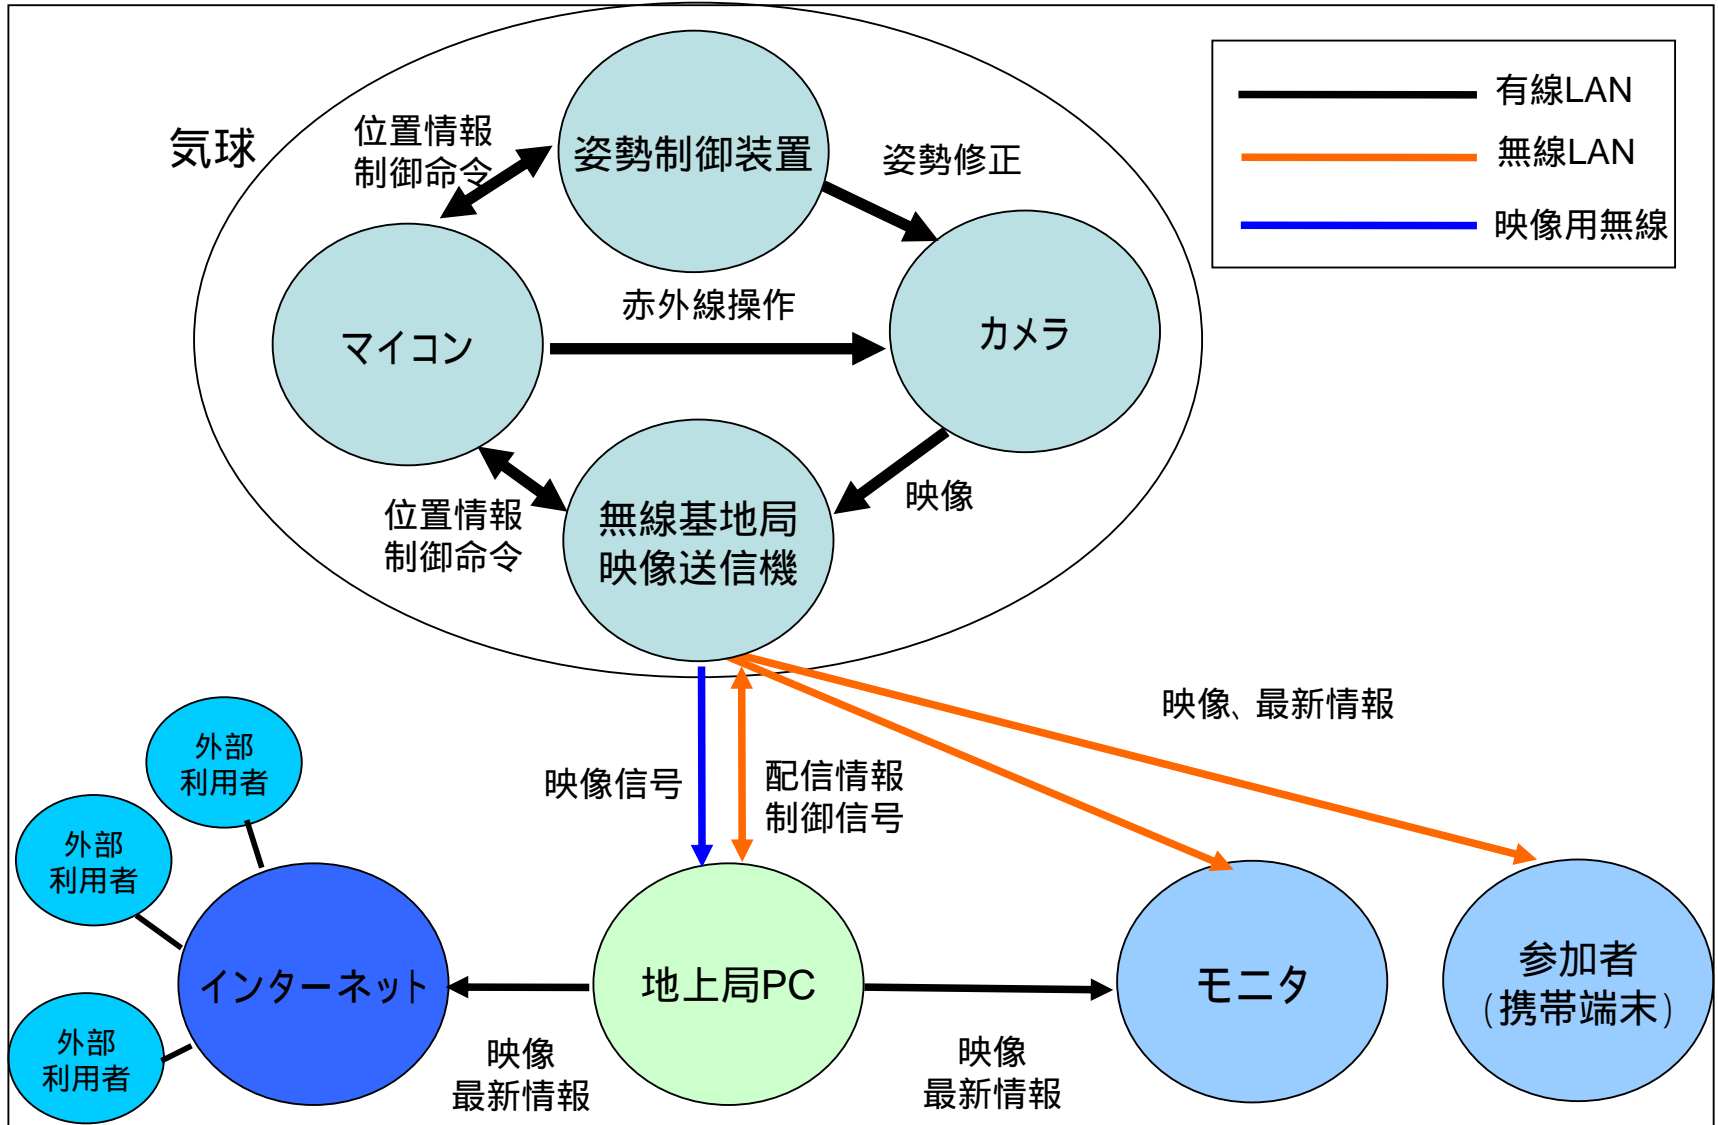 気球
位置情報
制御命令
姿勢制御装置
姿勢修正
有線LAN
無線LAN
映像用無線
マイコン
赤外線操作
カメラ
位置情報
制御命令
無線基地局
映像送信機
映像
映像、最新情報
映像信号
配信情報
制御信号
外部
利用者
外部
利用者
外部
利用者
インターネット
地上局PC
モニタ
参加者
(携帯端末)
映像
最新情報
映像
最新情報